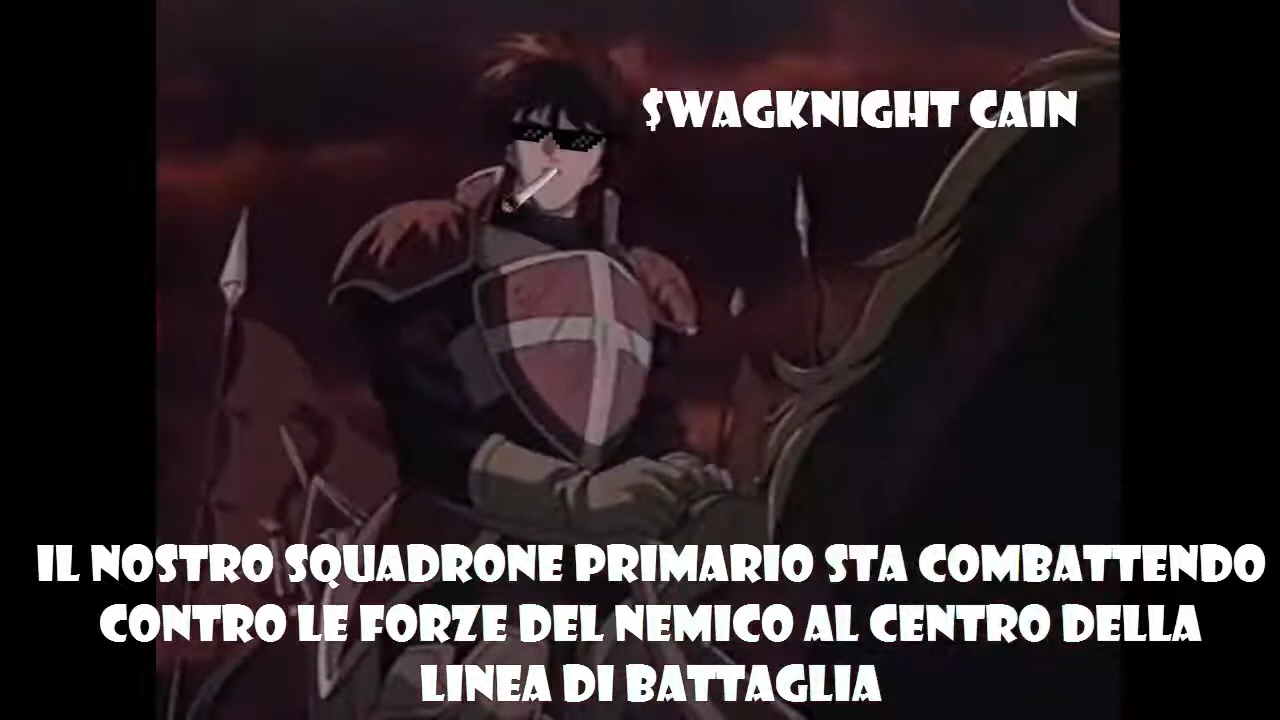 $WAGKNIGHT CAIN
IL NOSTRO SQUADRONE PRIMARIO STA COMBATTENDO
CONTRO LE FORZE DEL NEMICO AL CENTRO DELLA
LINEA DI BATTAGLIA